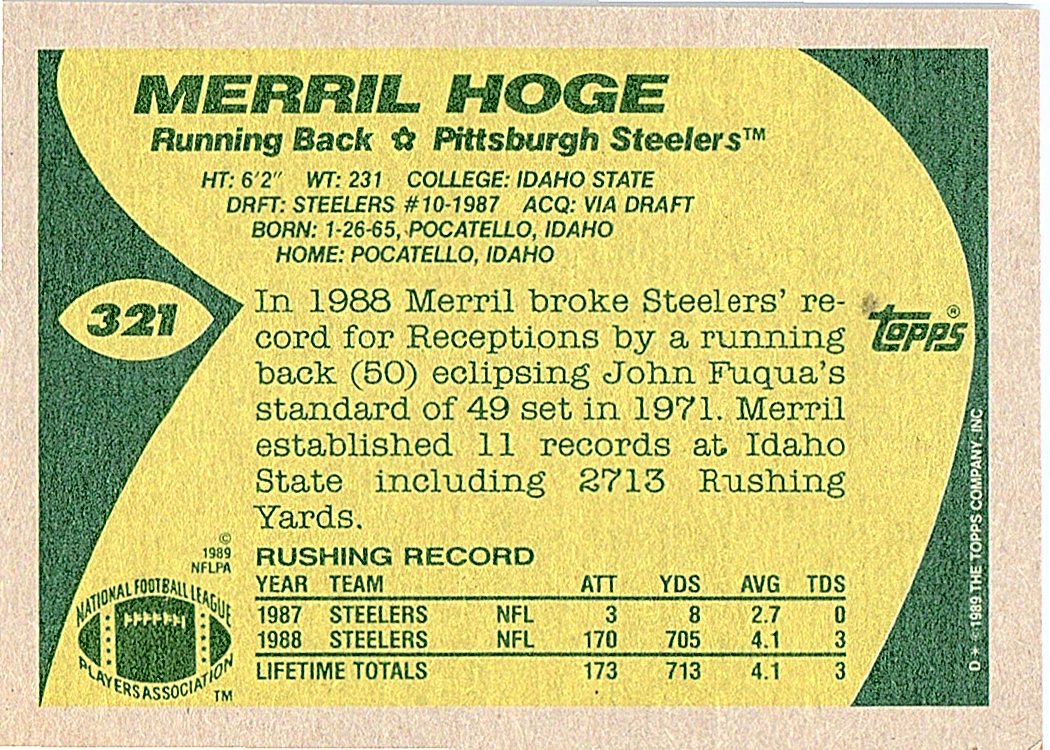 MERRIL HOGE
Running Back ✿ Pittsburgh Steelers™
HT: 6'2" WT: 231 COLLEGE: IDAHO STATE
DRFT: STEELERS #10-1987 ACQ: VIA DRAFT
BORN: 1-26-65, POCATELLO, IDAHO
HOME: POCATELLO, IDAHO
321
In 1988 Merril broke Steelers' re-
cord for Receptions by a running
back (50) eclipsing John Fuqua's
standard of 49 set in 1971. Merril
established 11 records at Idaho
State including 2713 Rushing
Yards.
topps®
©
1989
NFLPA
NATIONAL FOOTBALL LEAGUE
PLAYERS ASSOCIATION
TM
RUSHING RECORD
YEAR TEAM ATT YDS AVG TDS
1987 STEELERS NFL 3 8 2.7 0
1988 STEELERS NFL 170 705 4.1 3
LIFETIME TOTALS 173 713 4.1 3
D* ©1989 THE TOPPS COMPANY, INC.